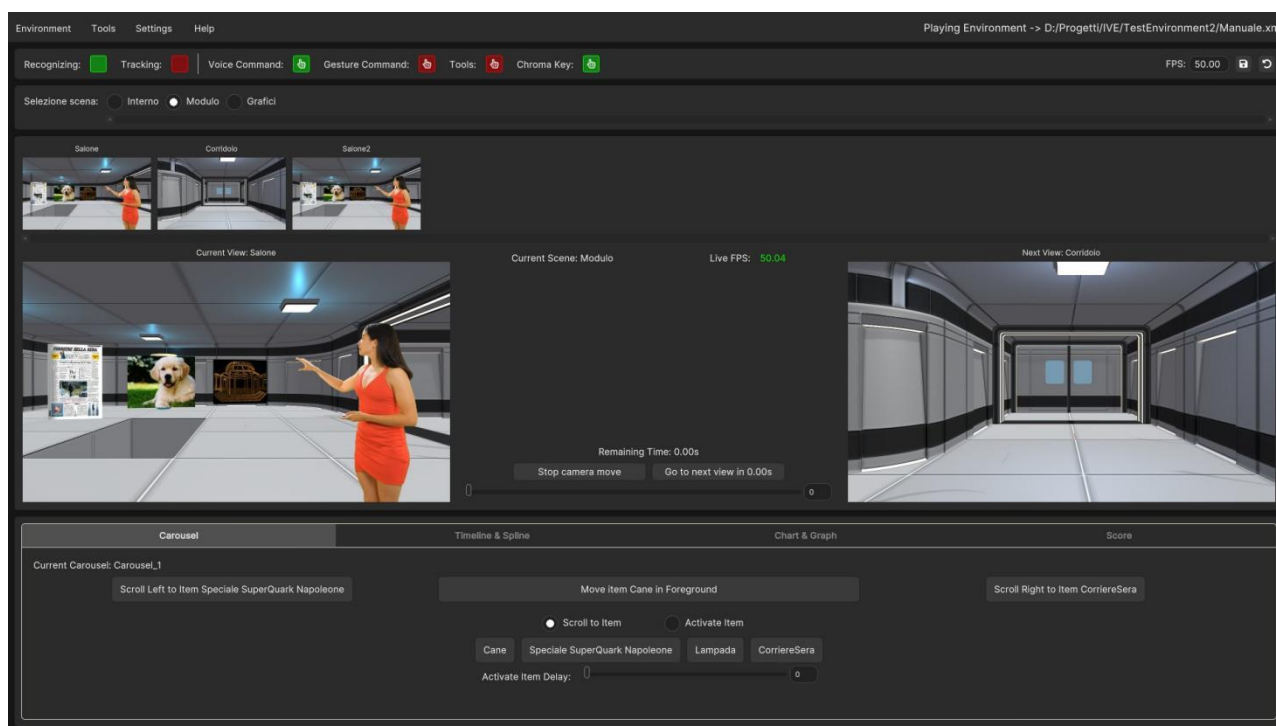 Environment Tools Settings Help Playing Environment -> D:/Progetti/IVE/TestEnvironment2/Manuale.xm
Recognizing: Tracking: Voice Command: Gesture Command: Tools: Chroma Key: FPS: 50.00
Selezione scena: Interno Modulo Grafici
Salone Corridoio Salone2
Current View: Salone
Current Scene: Modulo Live FPS: 50.04
Next View: Corridoio
CORRIERE DELLA SERA
Remaining Time: 0.00s
Stop camera move Go to next view in 0.00s
0
Carousel Timeline & Spline Chart & Graph Score
Current Carousel: Carousel_1
Scroll Left to Item Speciale SuperQuark Napoleone Move item Cane in Foreground Scroll Right to Item CorriereSera
Scroll to Item Activate Item
Cane Speciale SuperQuark Napoleone Lampada CorriereSera
Activate Item Delay: 0